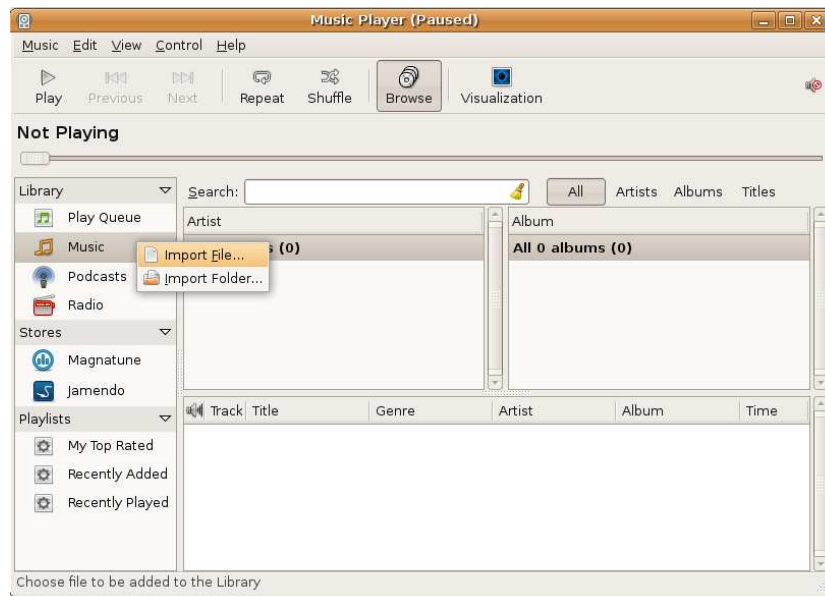 Music Player (Paused)
Music Edit View Control Help
Play Previous Next Repeat Shuffle Browse Visualization
Not Playing
Library
Search:
All Artists Albums Titles
Play Queue
Music
Podcasts
Radio
Stores
Magnatune
Jamendo
Playlists
My Top Rated
Recently Added
Recently Played
Import File...
Import Folder...
Artist
(0)
Album
All 0 albums (0)
Track Title Genre Artist Album Time
Choose file to be added to the Library